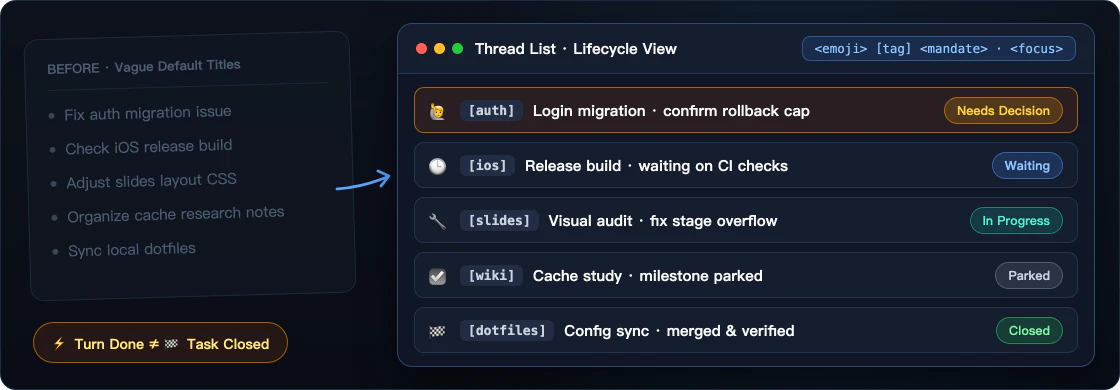 BEFORE · Vague Default Titles
• Fix auth migration issue
• Check iOS release build
• Adjust slides layout CSS
• Organize cache research notes
• Sync local dotfiles
⚡ Turn Done ≠ 🏁 Task Closed
Thread List · Lifecycle View
<emoji> [tag] <mandate> · <focus>
🙋 [auth] Login migration · confirm rollback cap Needs Decision
🕒 [ios] Release build · waiting on CI checks Waiting
🔧 [slides] Visual audit · fix stage overflow In Progress
☑️ [wiki] Cache study · milestone parked Parked
🏁 [dotfiles] Config sync · merged & verified Closed